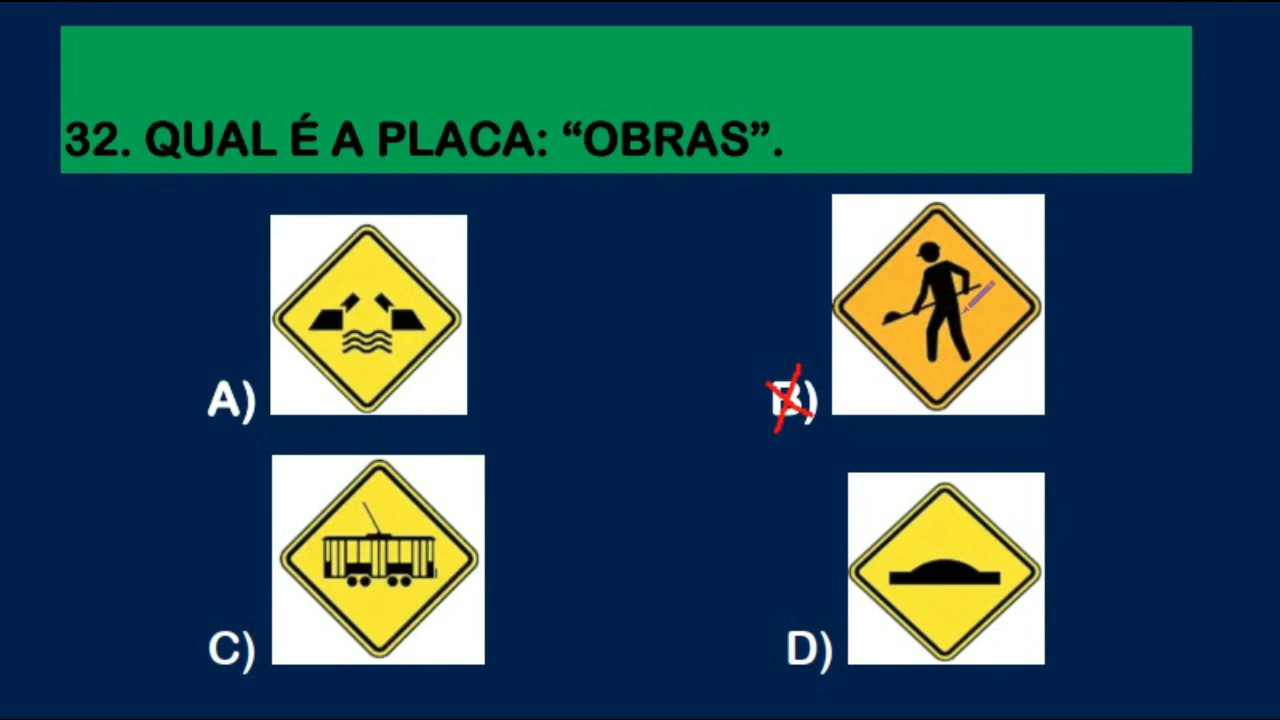 32. QUAL É A PLACA: “OBRAS”.
A)
B)
C)
D)